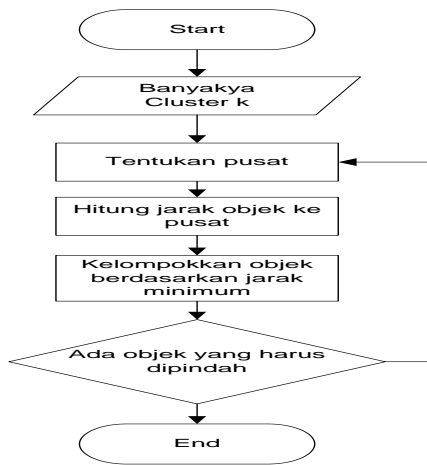 Start
Banyakya
Cluster k
Tentukan pusat
Hitung jarak objek ke
pusat
Kelompokkan objek
berdasarkan jarak
minimum
Ada objek yang harus
dipindah
End